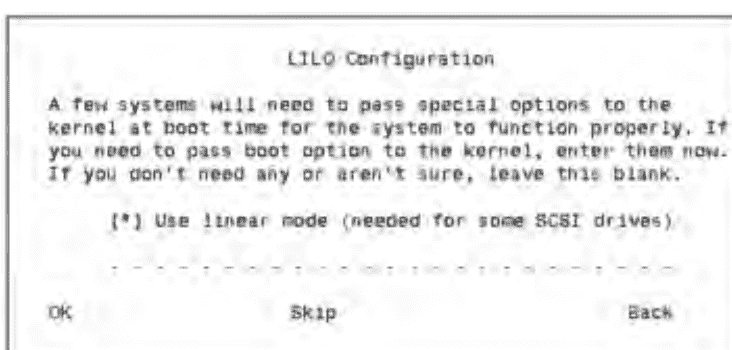 LILO Configuration
A few systems will need to pass special options to the
kernel at boot time for the system to function properly. If
you need to pass boot option to the kernel, enter them now.
If you don't need any or aren't sure, leave this blank.
[*] Use linear mode (needed for some SCSI drives)
- - - - - - - - - - - - - - - - - - - - - - - - -
OK Skip Back